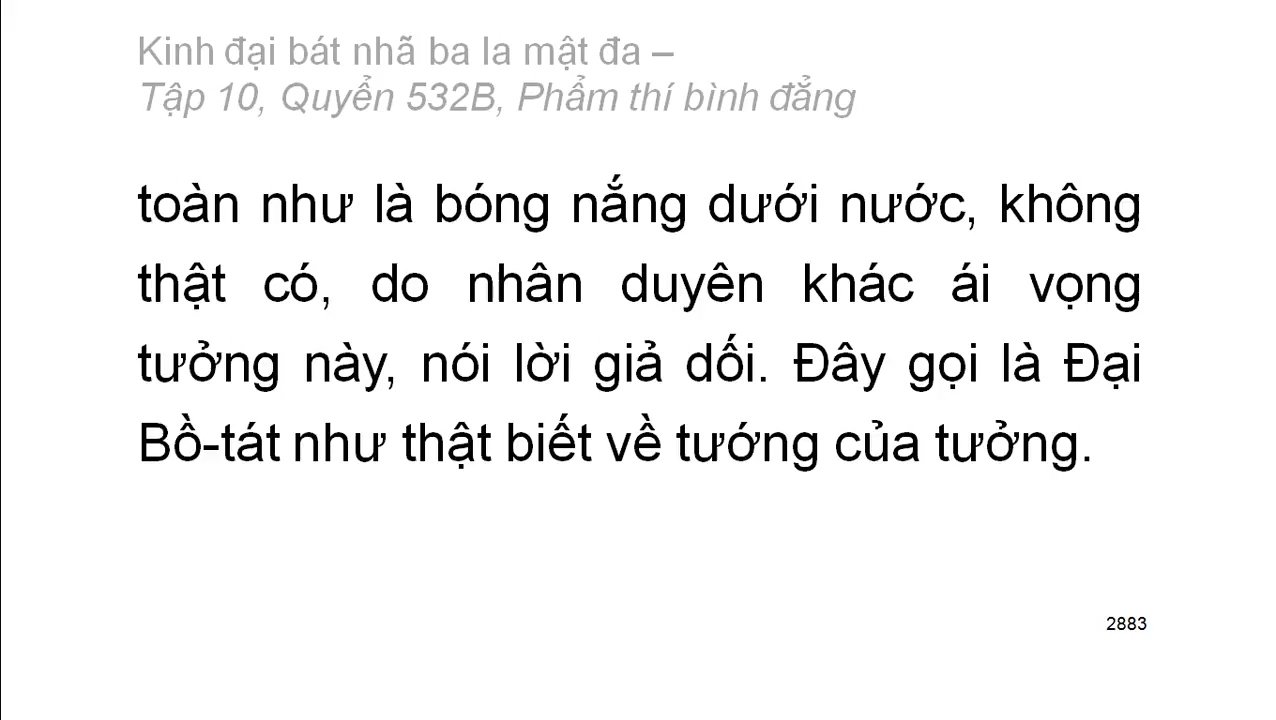 Kinh đại bát nhã ba la mật đa –
Tập 10, Quyển 532B, Phẩm thí bình đẳng
toàn như là bóng nắng dưới nước, không
thật có, do nhân duyên khác ái vọng
tưởng này, nói lời giả dối. Đây gọi là Đại
Bồ-tát như thật biết về tướng của tưởng.
2883